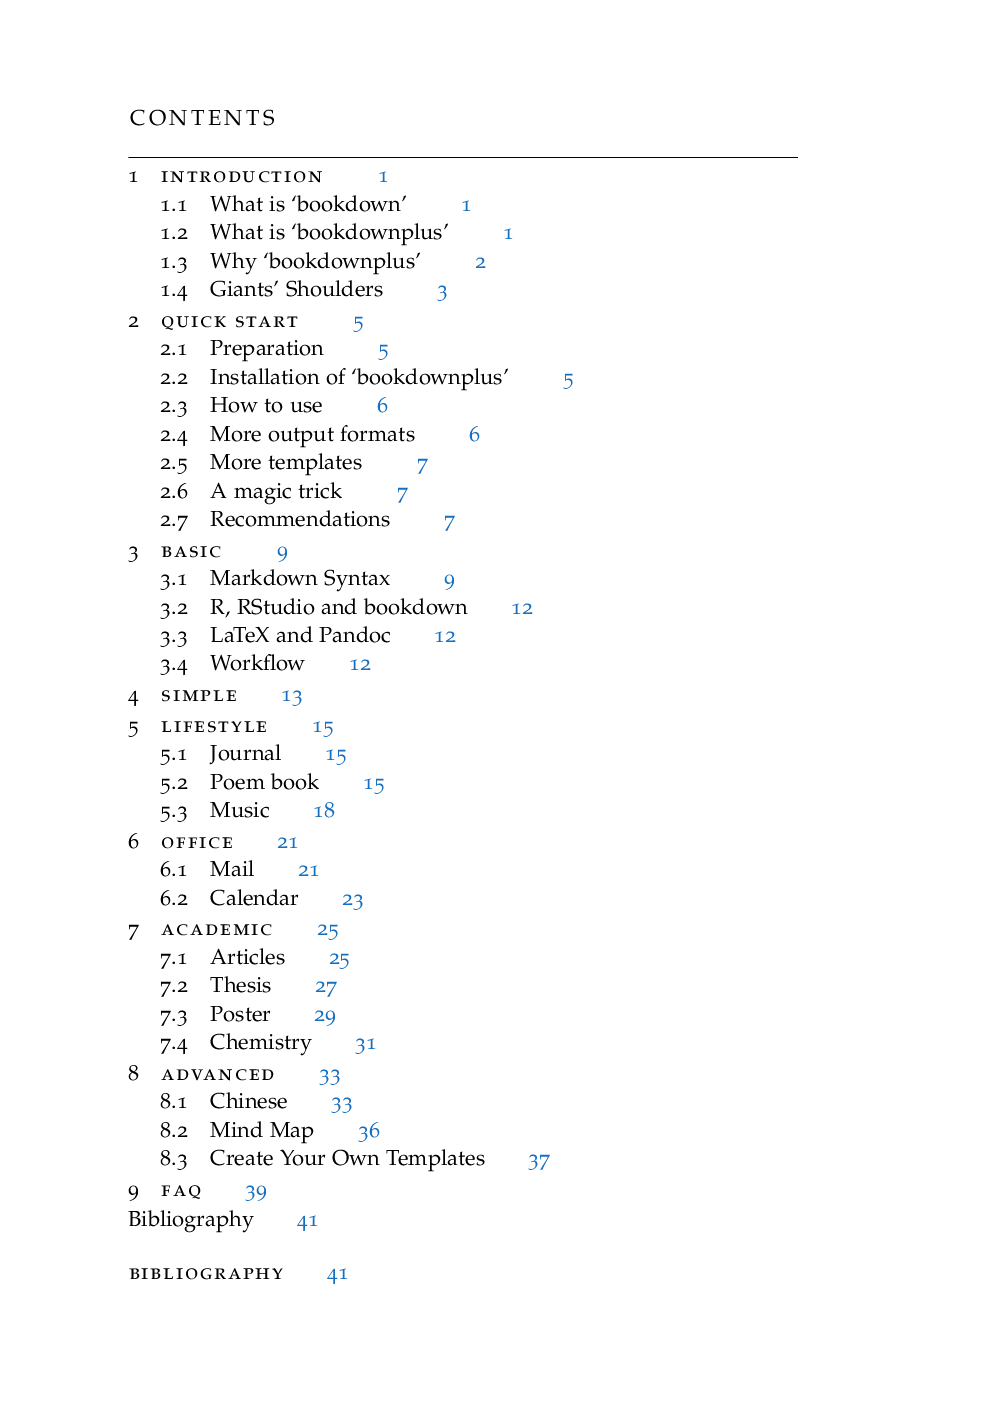 CONTENTS
1 INTRODUCTION 1
1.1 What is ‘bookdown’ 1
1.2 What is ‘bookdownplus’ 1
1.3 Why ‘bookdownplus’ 2
1.4 Giants’ Shoulders 3
2 QUICK START 5
2.1 Preparation 5
2.2 Installation of ‘bookdownplus’ 5
2.3 How to use 6
2.4 More output formats 6
2.5 More templates 7
2.6 A magic trick 7
2.7 Recommendations 7
3 BASIC 9
3.1 Markdown Syntax 9
3.2 R, RStudio and bookdown 12
3.3 LaTeX and Pandoc 12
3.4 Workflow 12
4 SIMPLE 13
5 LIFESTYLE 15
5.1 Journal 15
5.2 Poem book 15
5.3 Music 18
6 OFFICE 21
6.1 Mail 21
6.2 Calendar 23
7 ACADEMIC 25
7.1 Articles 25
7.2 Thesis 27
7.3 Poster 29
7.4 Chemistry 31
8 ADVANCED 33
8.1 Chinese 33
8.2 Mind Map 36
8.3 Create Your Own Templates 37
9 FAQ 39
Bibliography 41
BIBLIOGRAPHY 41